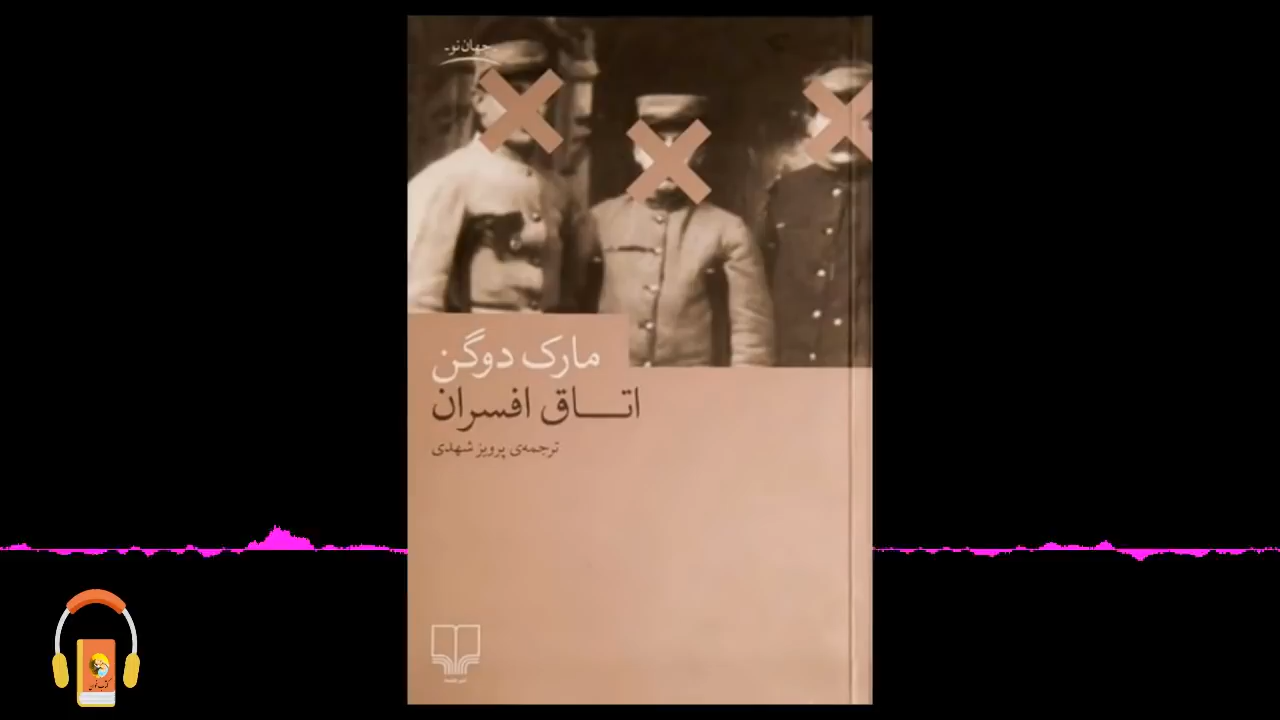 -جهان‌نو-
مارک دوگن
اتـــاق افسران
ترجمه‌ی پرویز شهدی